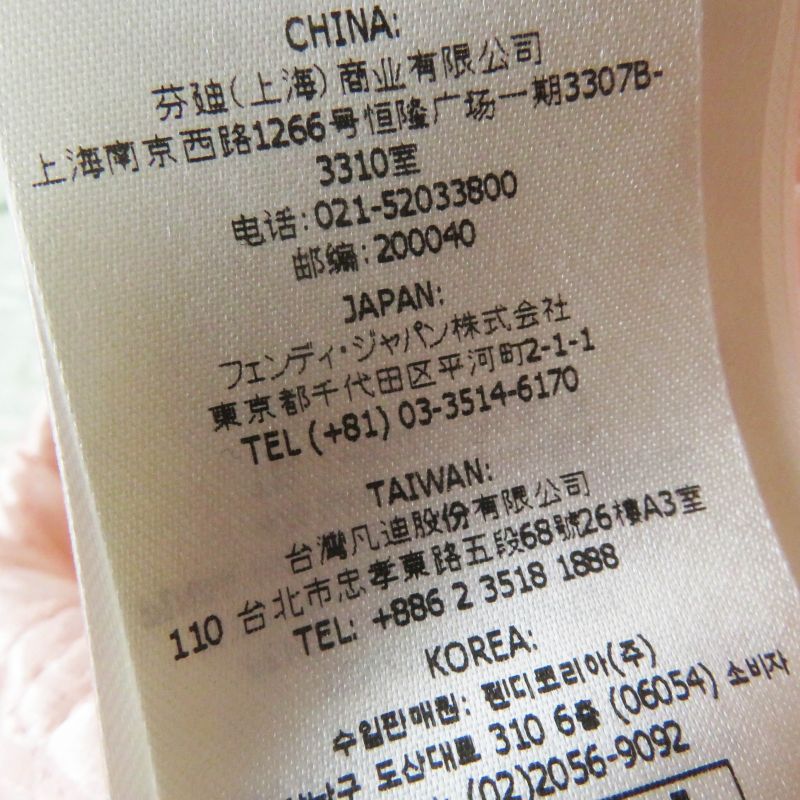 CHINA:
芬迪(上海)商业有限公司
上海南京西路1266号恒隆广场一期3307B-
3310室
电话:021-52033800
邮编:200040
JAPAN:
フェンディ・ジャパン株式会社
東京都千代田区平河町2-1-1
TEL (+81) 03-3514-6170
TAIWAN:
台灣凡迪股份有限公司
110 台北市忠孝東路五段68號26樓A3室
TEL: +886 2 3518 1888
KOREA:
수입판매원: 펜디코리아(주)
강남구 도산대로 310 6층 (06054) 소비자
(02)2056-9092